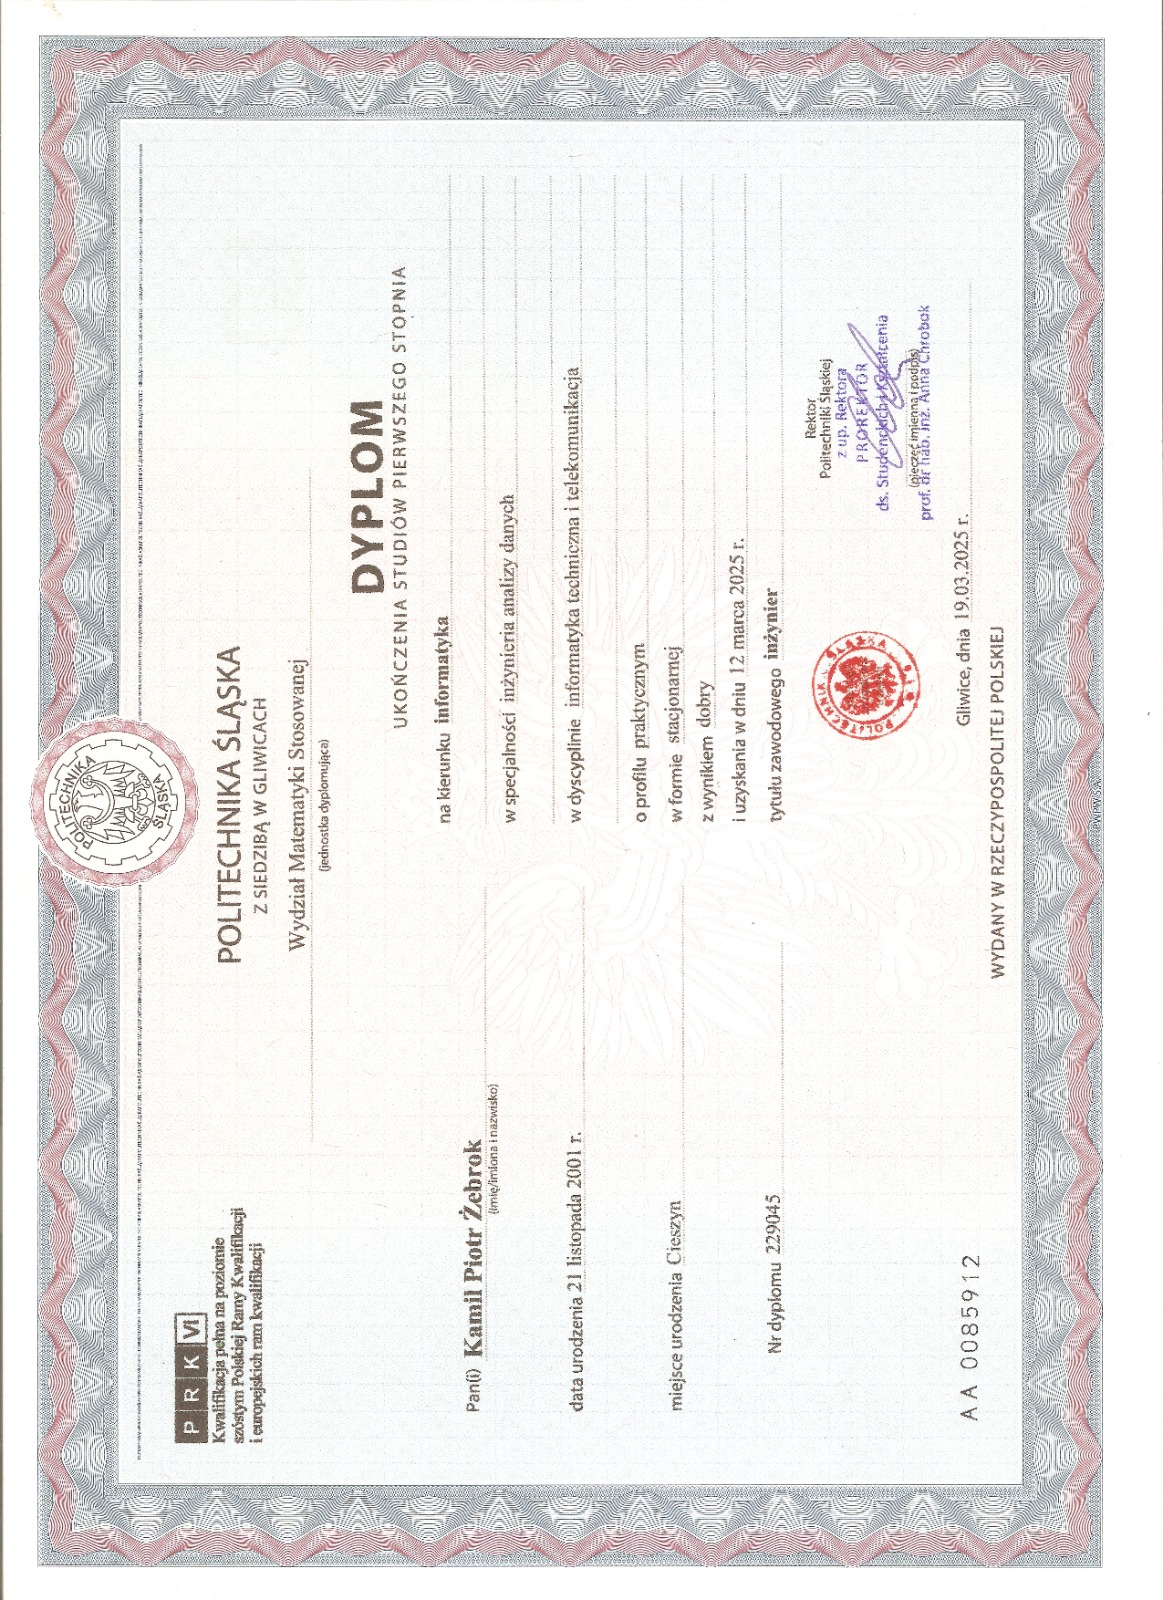 POLITECHNIKA
ŚLĄSKA
PRK VI
Kwalifikacja pełna na poziomie
szóstym Polskiej Ramy Kwalifikacji
i europejskich ram kwalifikacji
POLITECHNIKA ŚLĄSKA
Z SIEDZIBĄ W GLIWICACH
Wydział Matematyki Stosowanej
(jednostka dyplomująca)
DYPLOM
UKOŃCZENIA STUDIÓW PIERWSZEGO STOPNIA
na kierunku informatyka
Pan(i) Kamil Piotr Żebrok
(imię/imiona i nazwisko)
w specjalności inżynieria analizy danych
data urodzenia 21 listopada 2001 r.
w dyscyplinie informatyka techniczna i telekomunikacja
o profilu praktycznym
miejsce urodzenia Cieszyn
w formie stacjonarnej
z wynikiem dobry
i uzyskania w dniu 12 marca 2025 r.
Nr dyplomu 229045
tytułu zawodowego inżynier
Rektor
Politechniki Śląskiej
z up. Rektora
PROREKTOR
ds. Studenckich i Kształcenia
(pieczęć imienna i podpis)
prof. dr hab. inż. Anna Chrobok
POLITECHNIKA ŚLĄSKA
Gliwice, dnia 19.03.2025 r.
AA 0085912
WYDANY W RZECZYPOSPOLITEJ POLSKIEJ
PWPW S.A.